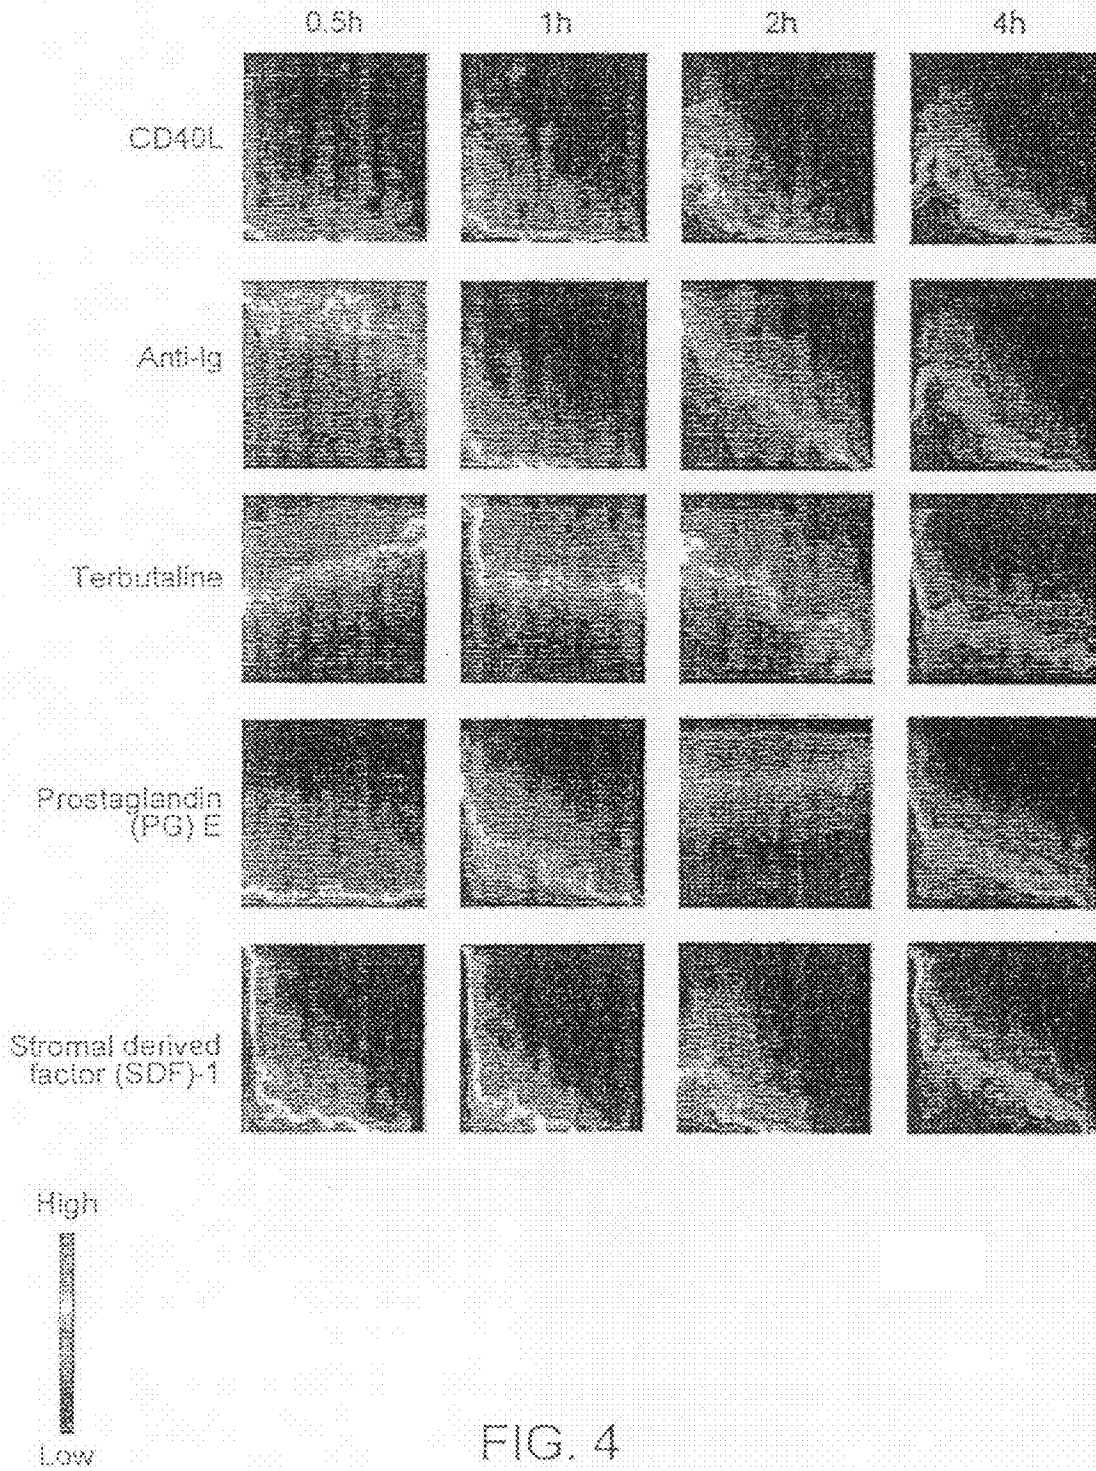 0.5h 1h 2h 4h
CD40L
Anti-Ig
Terbutaline
Prostaglandin
(PG) E
Stromal derived
factor (SDF)-1
High
Low
FIG. 4